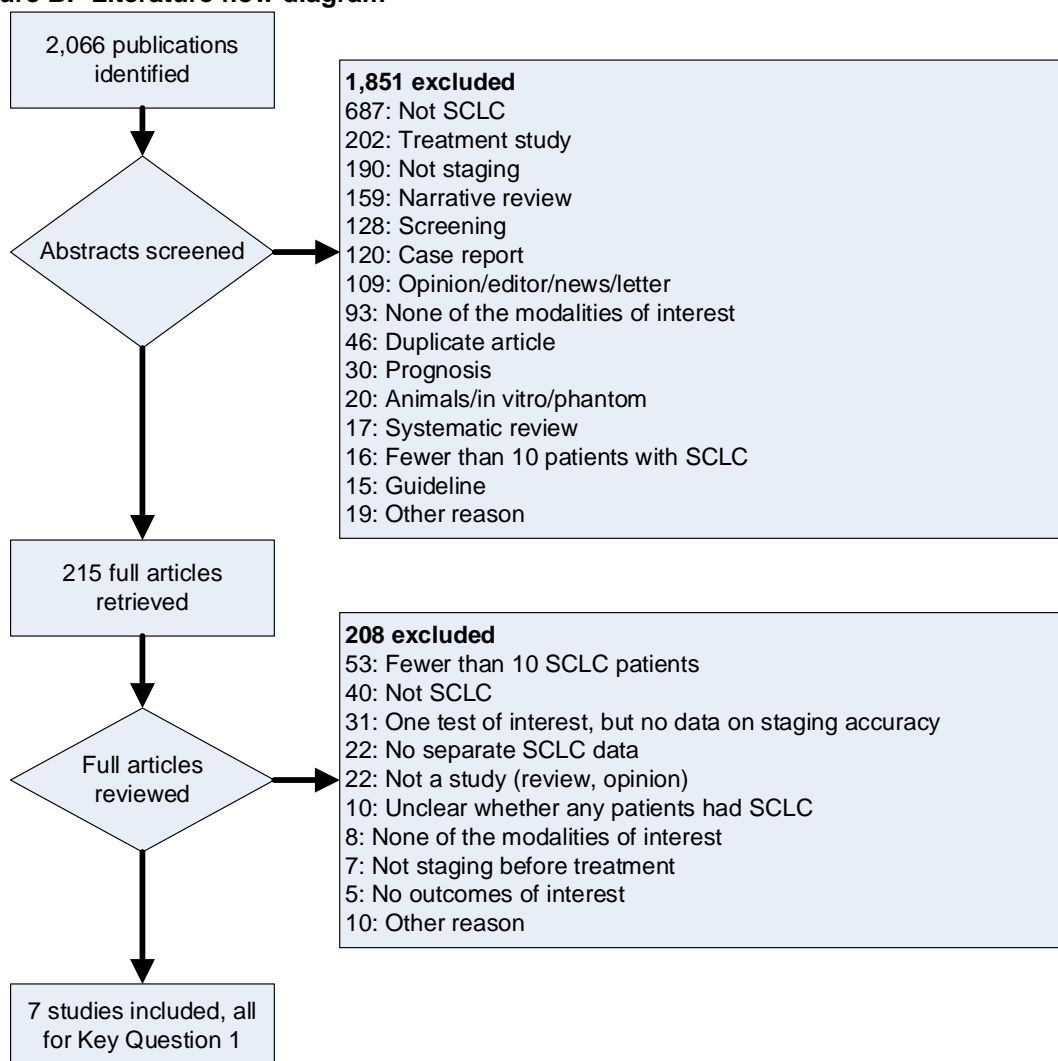 2,066 publications
identified
1,851 excluded
687: Not SCLC
202: Treatment study
190: Not staging
159: Narrative review
128: Screening
120: Case report
109: Opinion/editor/news/letter
93: None of the modalities of interest
46: Duplicate article
30: Prognosis
20: Animals/in vitro/phantom
17: Systematic review
16: Fewer than 10 patients with SCLC
15: Guideline
19: Other reason
Abstracts screened
215 full articles
retrieved
208 excluded
53: Fewer than 10 SCLC patients
40: Not SCLC
31: One test of interest, but no data on staging accuracy
22: No separate SCLC data
22: Not a study (review, opinion)
10: Unclear whether any patients had SCLC
8: None of the modalities of interest
7: Not staging before treatment
5: No outcomes of interest
10: Other reason
Full articles
reviewed
7 studies included, all
for Key Question 1